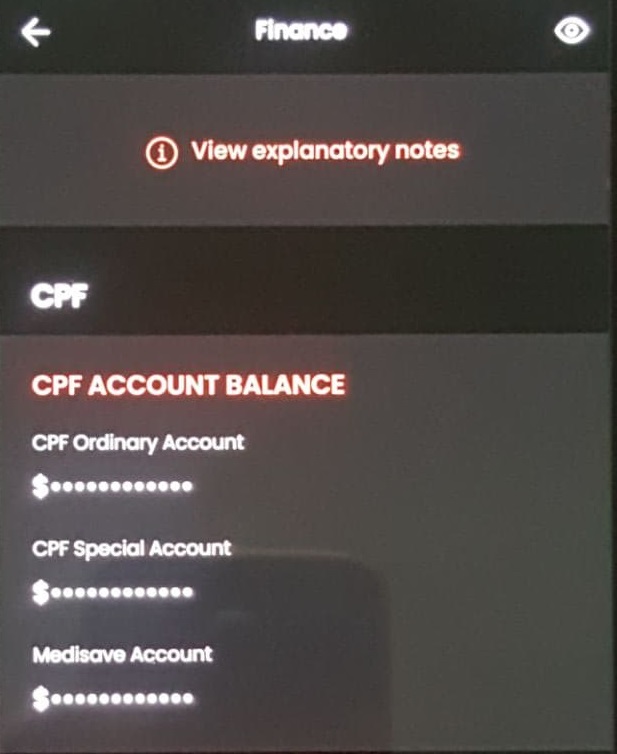 Finance
View explanatory notes
CPF
CPF ACCOUNT BALANCE
CPF Ordinary Account
$••••••••••••
CPF Special Account
$••••••••••••
Medisave Account
$••••••••••••